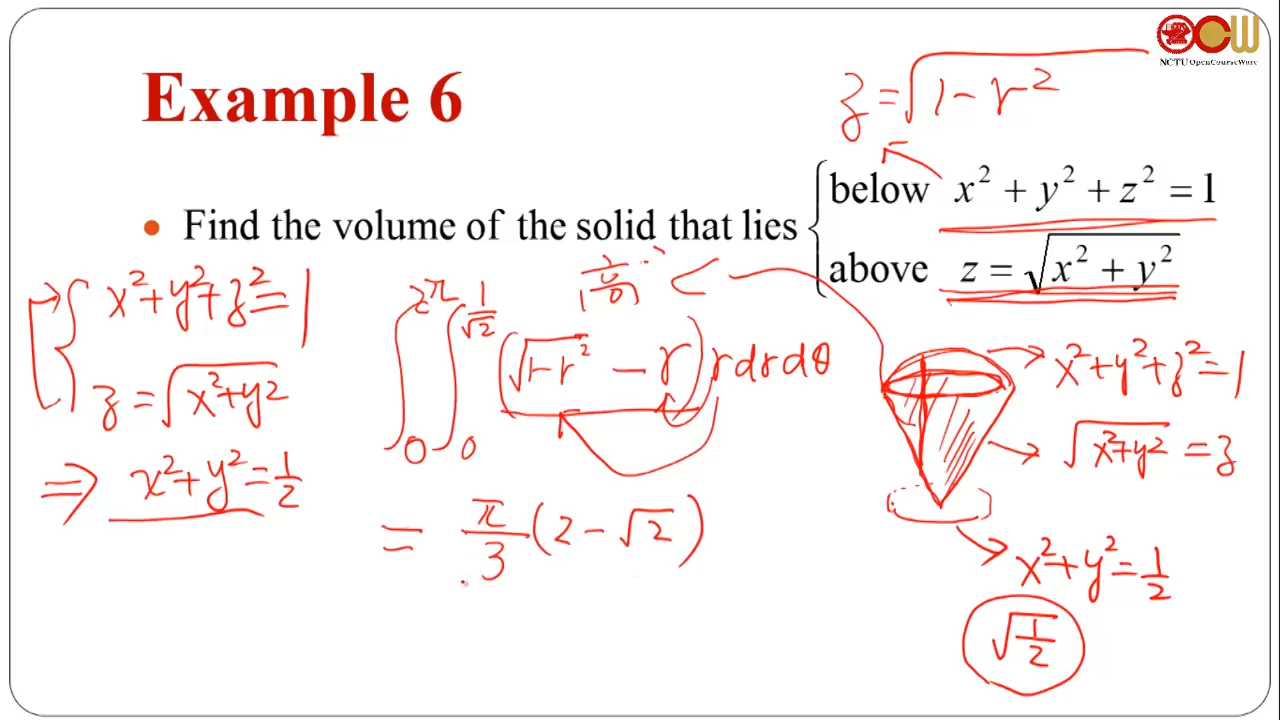 NCTU OpenCourseWare
Example 6
z = √(1 - r²)
• Find the volume of the solid that lies { below x² + y² + z² = 1
above z = √(x² + y²)
{ x² + y² + z² = 1
z = √(x² + y²)
⇒ x² + y² = 1/2
∫₀^{2π} ∫₀^{1/√2} (√(1 - r²) - r) r dr dθ
= π/3 (2 - √2)
x² + y² + z² = 1
√(x² + y²) = z
x² + y² = 1/2
√(1/2)